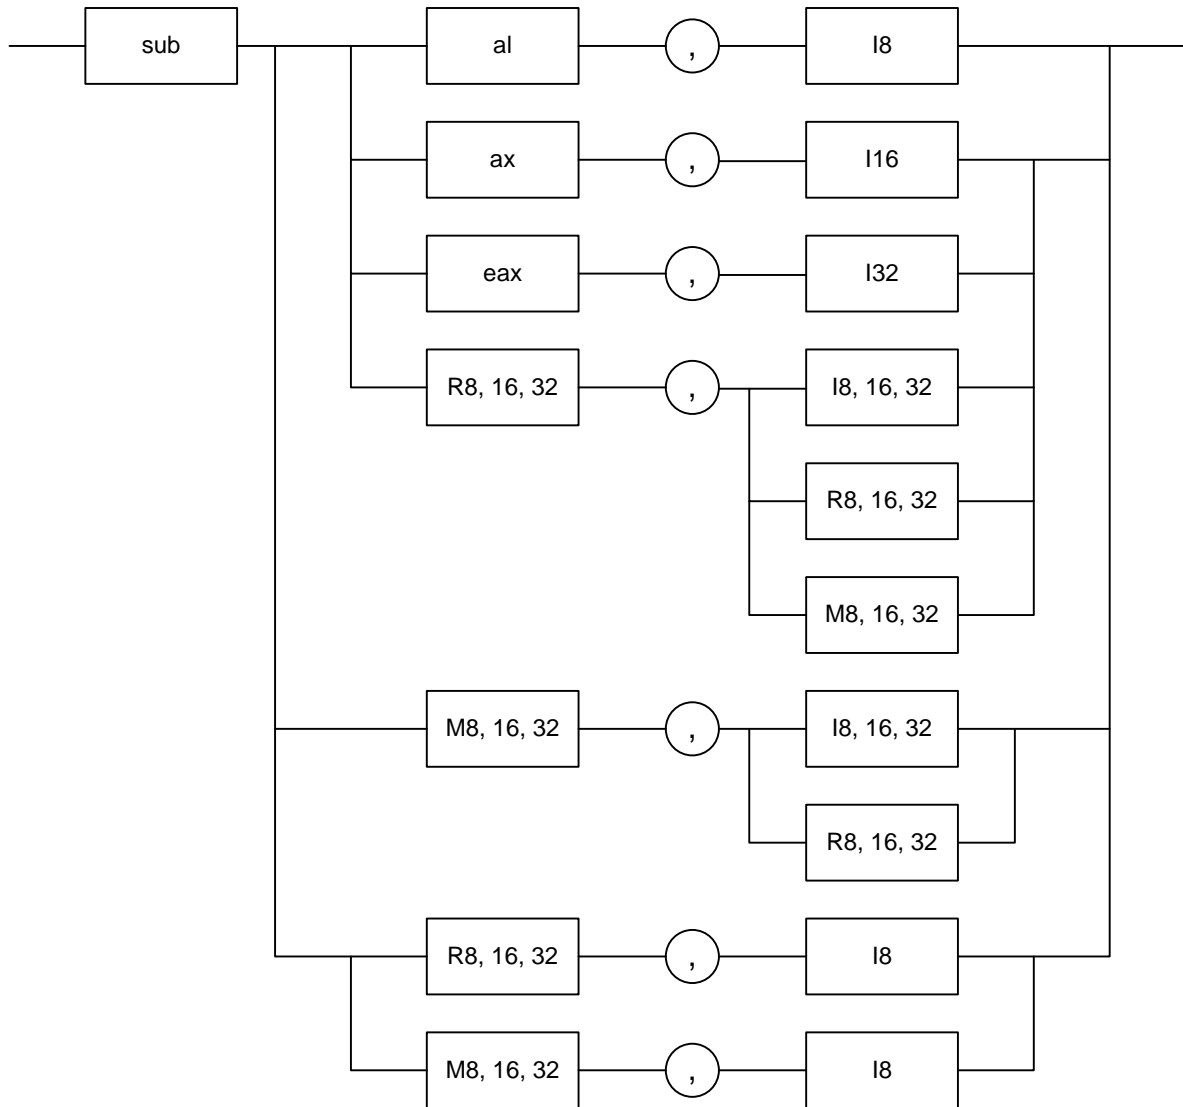 sub al , I8
ax , I16
eax , I32
R8, 16, 32 , I8, 16, 32
R8, 16, 32
M8, 16, 32
M8, 16, 32 , I8, 16, 32
R8, 16, 32
R8, 16, 32 , I8
M8, 16, 32 , I8